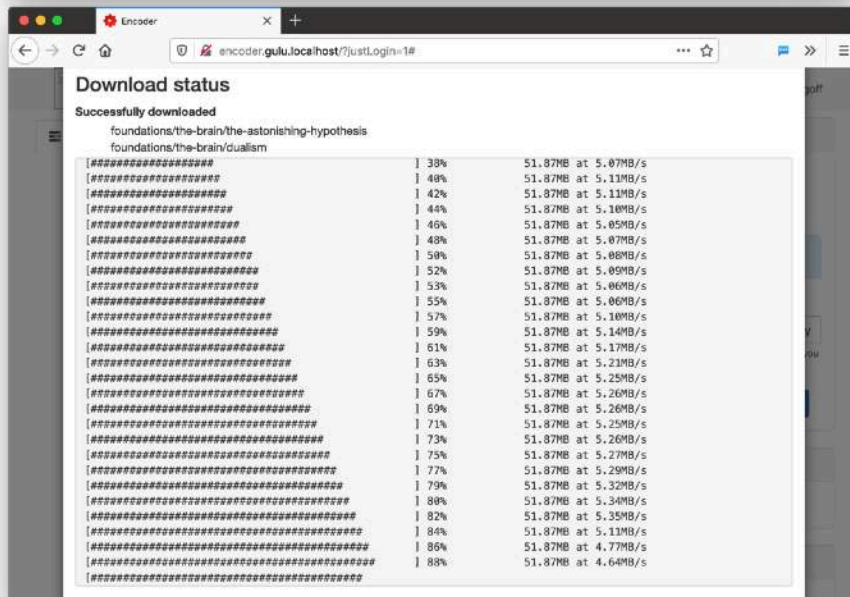 Encoder
encoder.gulu.localhost/?justLogin=1#
Download status
Successfully downloaded
foundations/the-brain/the-astonishing-hypothesis
foundations/the-brain/dualism
[################### ] 38% 51.87MB at 5.07MB/s
[#################### ] 40% 51.87MB at 5.11MB/s
[##################### ] 42% 51.87MB at 5.11MB/s
[###################### ] 44% 51.87MB at 5.10MB/s
[####################### ] 46% 51.87MB at 5.05MB/s
[######################## ] 48% 51.87MB at 5.07MB/s
[######################### ] 50% 51.87MB at 5.08MB/s
[########################## ] 52% 51.87MB at 5.09MB/s
[########################## ] 53% 51.87MB at 5.06MB/s
[########################### ] 55% 51.87MB at 5.06MB/s
[############################ ] 57% 51.87MB at 5.10MB/s
[############################# ] 59% 51.87MB at 5.14MB/s
[############################## ] 61% 51.87MB at 5.17MB/s
[############################### ] 63% 51.87MB at 5.21MB/s
[################################ ] 65% 51.87MB at 5.25MB/s
[################################# ] 67% 51.87MB at 5.26MB/s
[################################## ] 69% 51.87MB at 5.26MB/s
[################################### ] 71% 51.87MB at 5.25MB/s
[#################################### ] 73% 51.87MB at 5.26MB/s
[##################################### ] 75% 51.87MB at 5.27MB/s
[###################################### ] 77% 51.87MB at 5.29MB/s
[####################################### ] 79% 51.87MB at 5.32MB/s
[######################################## ] 80% 51.87MB at 5.34MB/s
[######################################### ] 82% 51.87MB at 5.35MB/s
[########################################## ] 84% 51.87MB at 5.11MB/s
[########################################### ] 86% 51.87MB at 4.77MB/s
[############################################ ] 88% 51.87MB at 4.64MB/s
[##########################################